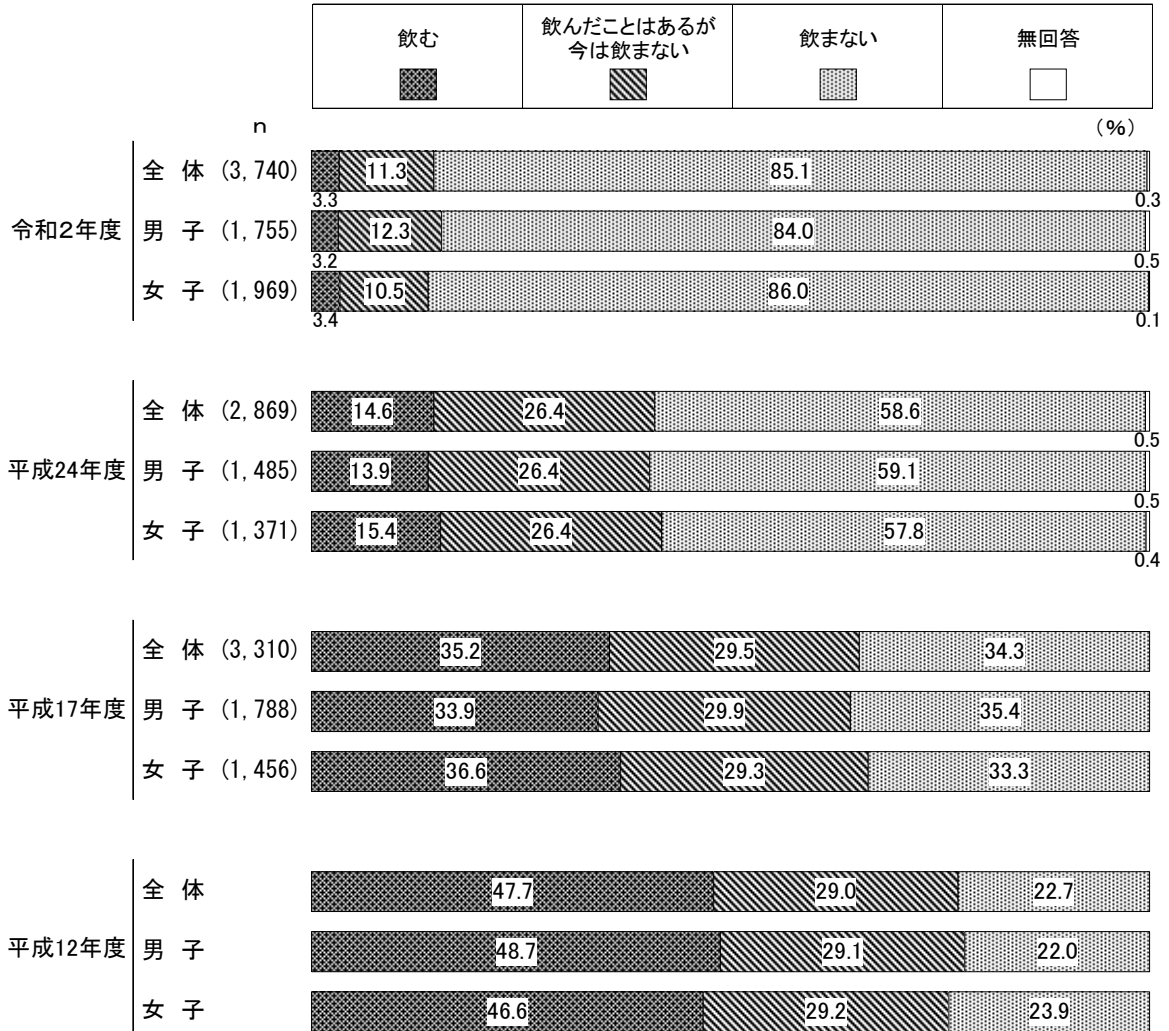 飲む
飲んだことはあるが
今は飲まない
飲まない
無回答
n
(%)
令和2年度
全 体 (3,740) 11.3 85.1
3.3 0.3
男 子 (1,755) 12.3 84.0
3.2 0.5
女 子 (1,969) 10.5 86.0
3.4 0.1
平成24年度
全 体 (2,869) 14.6 26.4 58.6
0.5
男 子 (1,485) 13.9 26.4 59.1
0.5
女 子 (1,371) 15.4 26.4 57.8
0.4
平成17年度
全 体 (3,310) 35.2 29.5 34.3
男 子 (1,788) 33.9 29.9 35.4
女 子 (1,456) 36.6 29.3 33.3
平成12年度
全 体 47.7 29.0 22.7
男 子 48.7 29.1 22.0
女 子 46.6 29.2 23.9